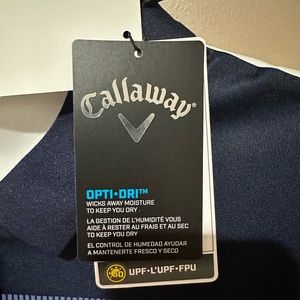 Callaway
OPTI•DRI™
WICKS AWAY MOISTURE
TO KEEP YOU DRY
LA GESTION DE L'HUMIDITÉ VOUS
AIDE À RESTER AU FRAIS ET AU SEC
TO KEEP YOU DRY
EL CONTROL DE HUMEDAD AYUDAR
A MANTENERTE FRESCO Y SECO
50
UPF•L'UPF•FPU